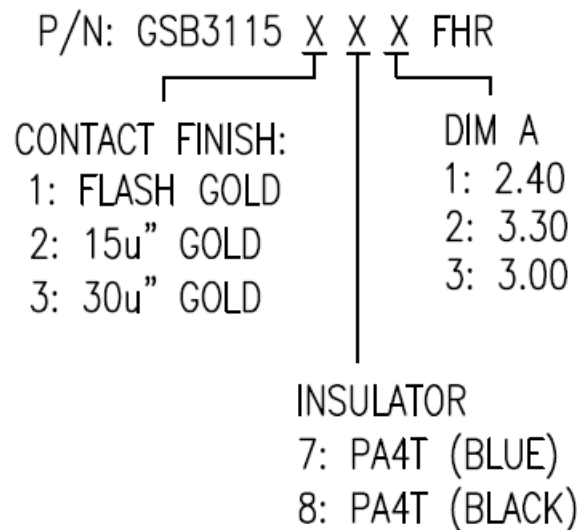 P/N: GSB3115 X X X FHR
CONTACT FINISH:
1: FLASH GOLD
2: 15u" GOLD
3: 30u" GOLD
DIM A
1: 2.40
2: 3.30
3: 3.00
INSULATOR
7: PA4T (BLUE)
8: PA4T (BLACK)